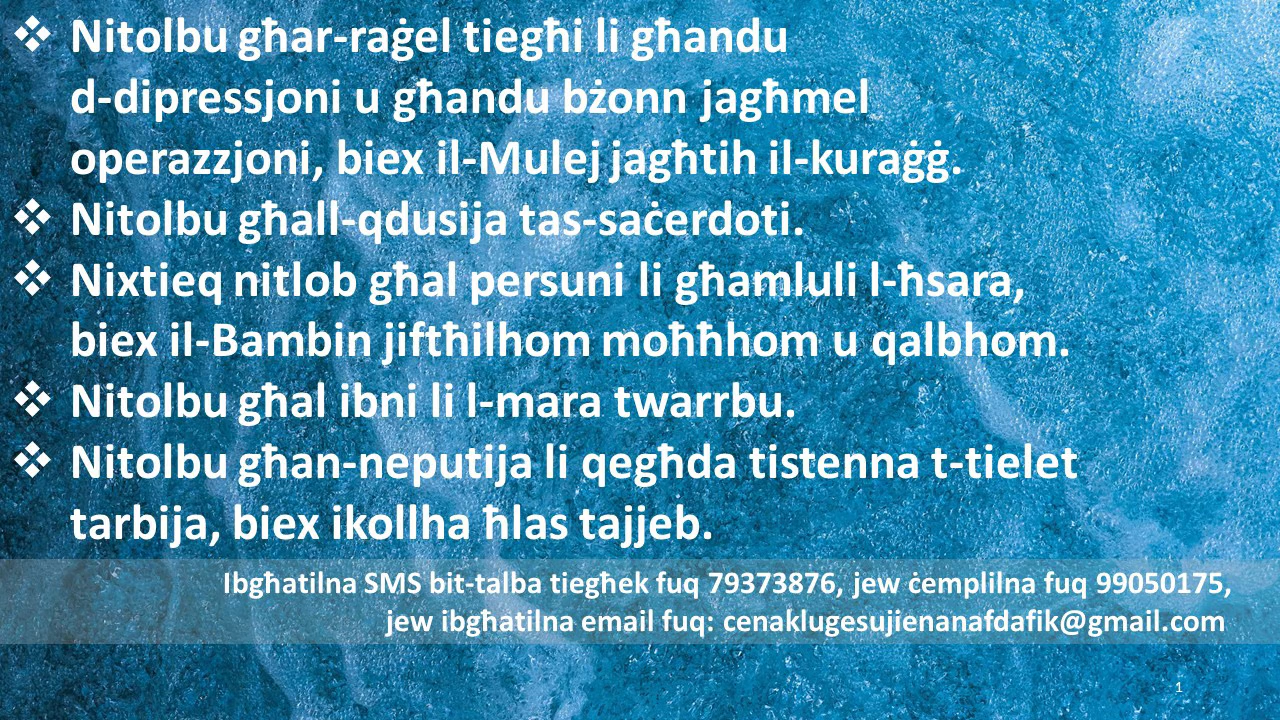 ❖ Nitolbu għar-raġel tiegħi li għandu
d-dipressjoni u għandu bżonn jagħmel
operazzjoni, biex il-Mulej jagħtih il-kuraġġ.
❖ Nitolbu għall-qdusija tas-saċerdoti.
❖ Nixtieq nitlob għal persuni li għamluli l-ħsara,
biex il-Bambin jiftħilhom moħħhom u qalbhom.
❖ Nitolbu għal ibni li l-mara twarrbu.
❖ Nitolbu għan-neputija li qegħda tistenna t-tielet
tarbija, biex ikollha ħlas tajjeb.
Ibgħatilna SMS bit-talba tiegħek fuq 79373876, jew ċemplilna fuq 99050175,
jew ibgħatilna email fuq: cenaklugesujienanafdafik@gmail.com
1